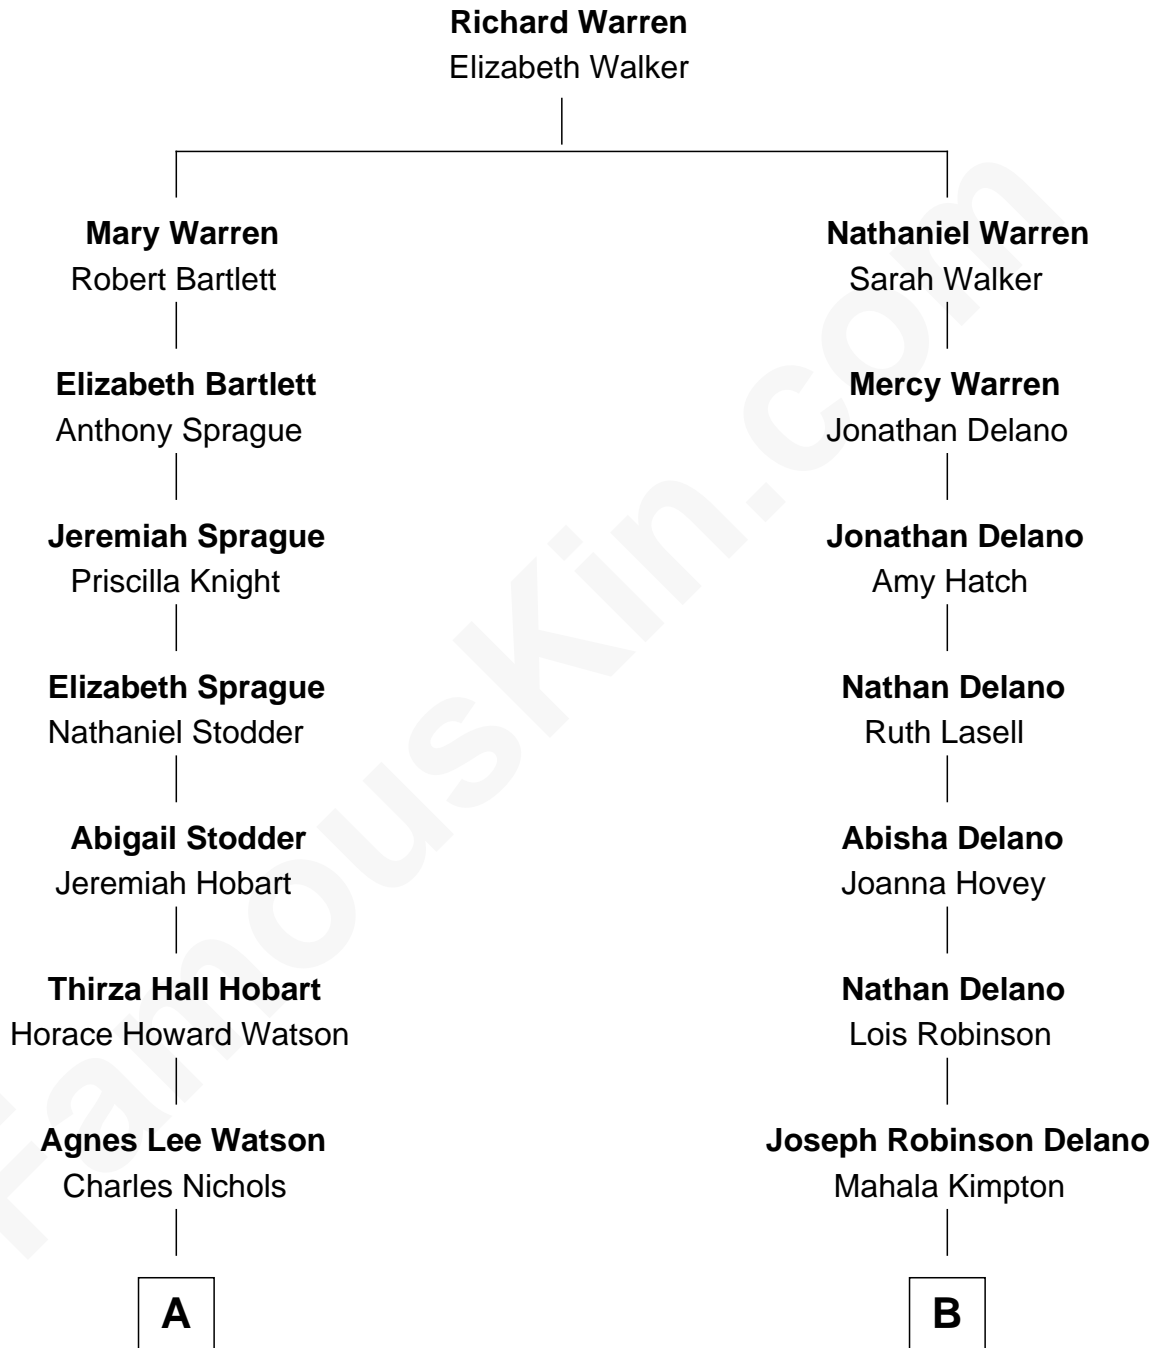 Richard Warren
Elizabeth Walker
Mary Warren
Robert Bartlett
Nathaniel Warren
Sarah Walker
Elizabeth Bartlett
Anthony Sprague
Mercy Warren
Jonathan Delano
Jeremiah Sprague
Priscilla Knight
Jonathan Delano
Amy Hatch
Elizabeth Sprague
Nathaniel Stodder
Nathan Delano
Ruth Lasell
Abigail Stodder
Jeremiah Hobart
Abisha Delano
Joanna Hovey
Thirza Hall Hobart
Horace Howard Watson
Nathan Delano
Lois Robinson
Agnes Lee Watson
Charles Nichols
Joseph Robinson Delano
Mahala Kimpton
A
B
FamousKin.com